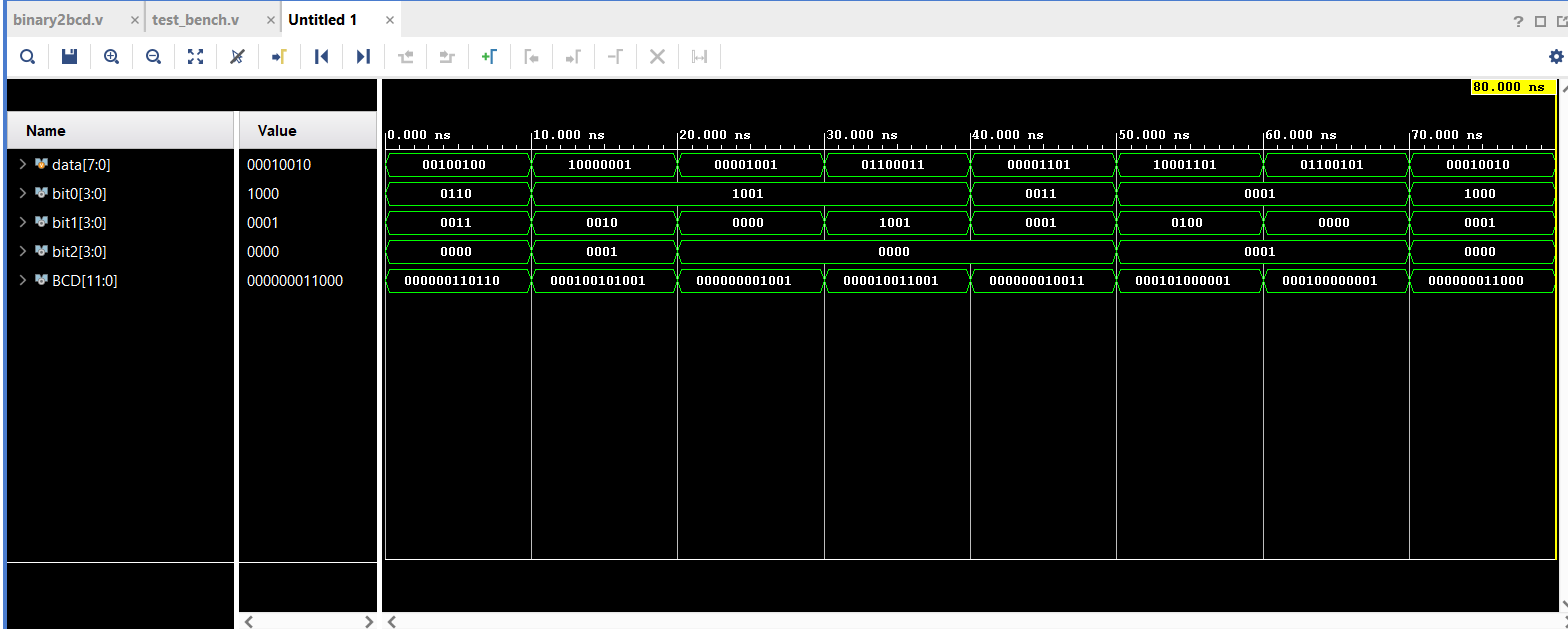 binary2bcd.v × test_bench.v × Untitled 1 ×
?
80.000 ns
Name Value 0.000 ns 10.000 ns 20.000 ns 30.000 ns 40.000 ns 50.000 ns 60.000 ns 70.000 ns
data[7:0] 00010010 00100100 10000001 00001001 01100011 00001101 10001101 01100101 00010010
bit0[3:0] 1000 0110 1001 0011 0001 1000
bit1[3:0] 0001 0011 0010 0000 1001 0001 0100 0000 0001
bit2[3:0] 0000 0000 0001 0000 0001 0000
BCD[11:0] 000000011000 000000110110 000100101001 000000001001 000010011001 000000010011 000101000001 000100000001 000000011000